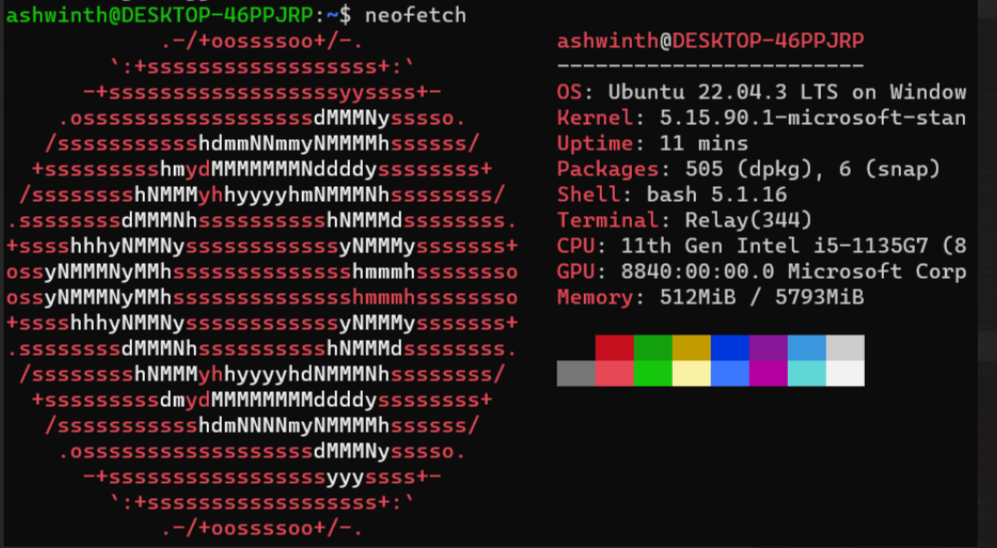 ashwinth@DESKTOP-46PPJRP:~$ neofetch
            .-/+oossssoo+/-.               ashwinth@DESKTOP-46PPJRP
        `:+ssssssssssssssssss+:`           ------------------------
      -+ssssssssssssssssssyyssss+-         OS: Ubuntu 22.04.3 LTS on Window
    .ossssssssssssssssssdMMMNysssso.       Kernel: 5.15.90.1-microsoft-stan
   /ssssssssssshdmmNNmmyNMMMMhssssss/      Uptime: 11 mins
  +ssssssssshmydMMMMMMMNddddyssssssss+     Packages: 505 (dpkg), 6 (snap)
 /sssssssshNMMMyhhyyyyhmNMMMNhssssssss/    Shell: bash 5.1.16
.ssssssssdMMMNhsssssssssshNMMMdssssssss.   Terminal: Relay(344)
+sssshhhyNMMNyssssssssssssyNMMMysssssss+   CPU: 11th Gen Intel i5-1135G7 (8
ossyNMMMNyMMhsssssssssssssshmmmhssssssso   GPU: 8840:00:00.0 Microsoft Corp
ossyNMMMNyMMhsssssssssssssshmmmhssssssso   Memory: 512MiB / 5793MiB
+sssshhhyNMMNyssssssssssssyNMMMysssssss+
.ssssssssdMMMNhsssssssssshNMMMdssssssss.
 /sssssssshNMMMyhhyyyyhdNMMMNhssssssss/
  +sssssssssdmydMMMMMMMMddddyssssssss+
   /ssssssssssshdmNNNNmyNMMMMhssssss/
    .ossssssssssssssssssdMMMNysssso.
      -+sssssssssssssssssyyyssss+-
        `:+ssssssssssssssssss+:`
            .-/+oossssoo+/-.